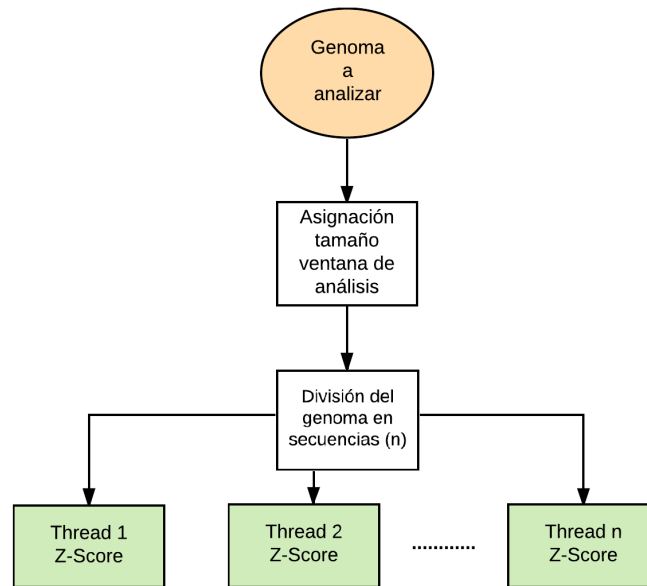 Genoma
a
analizar
Asignación
tamaño
ventana de
análisis
División del
genoma en
secuencias (n)
Thread 1
Z-Score
Thread 2
Z-Score
............
Thread n
Z-Score